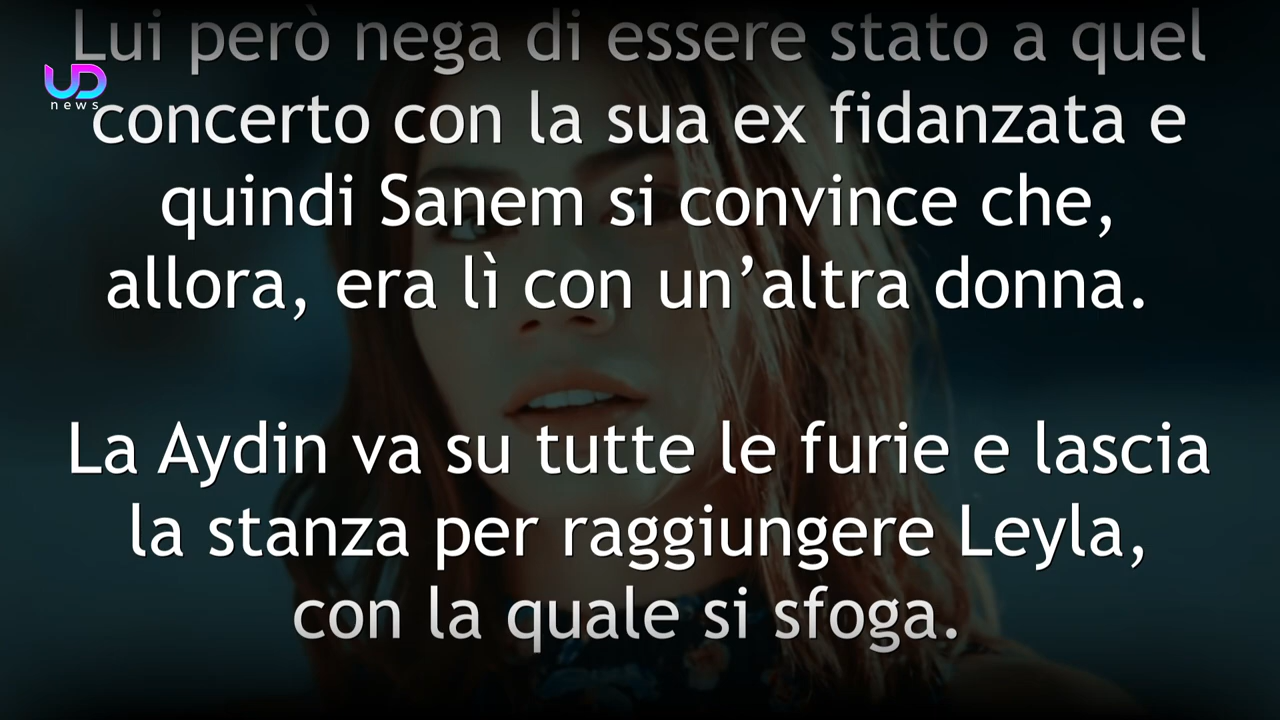 Lui però nega di essere stato a quel
UD
news
concerto con la sua ex fidanzata e
quindi Sanem si convince che,
allora, era lì con un’altra donna.
La Aydin va su tutte le furie e lascia
la stanza per raggiungere Leyla,
con la quale si sfoga.